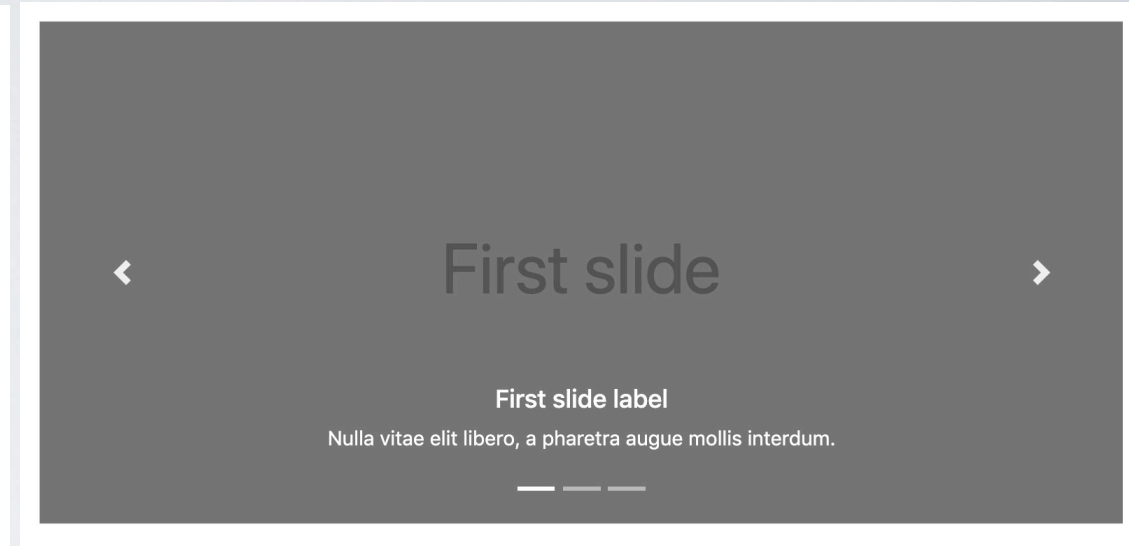 First slide
First slide label
Nulla vitae elit libero, a pharetra augue mollis interdum.